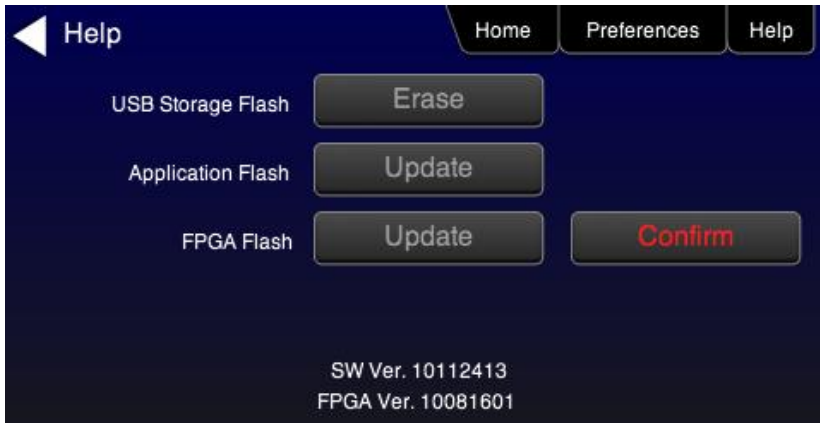 Help
Home Preferences Help
USB Storage Flash Erase
Application Flash Update
FPGA Flash Update Confirm
SW Ver. 10112413
FPGA Ver. 10081601